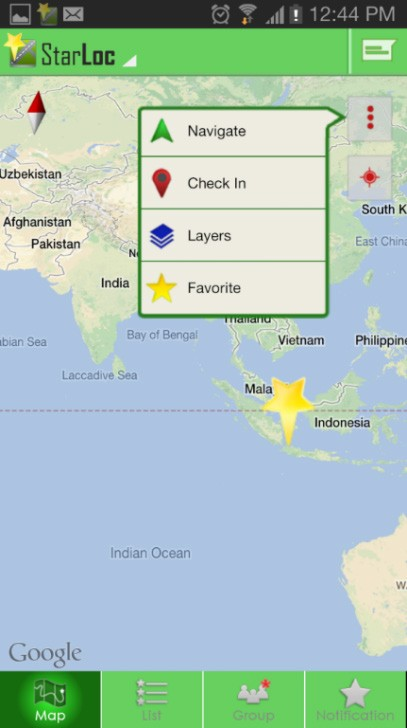 12:44 PM
StarLoc
Navigate
Uzbekistan
Check In
South K
Afghanistan
Layers
Pakistan
East China
Ne
India
Favorite
Thailand
Bay of Bengal
Vietnam
Philippine
abian Sea
Laccadive Sea
Mala
Indonesia
Indian Ocean
W.
Google
Map
List
Group
Notification